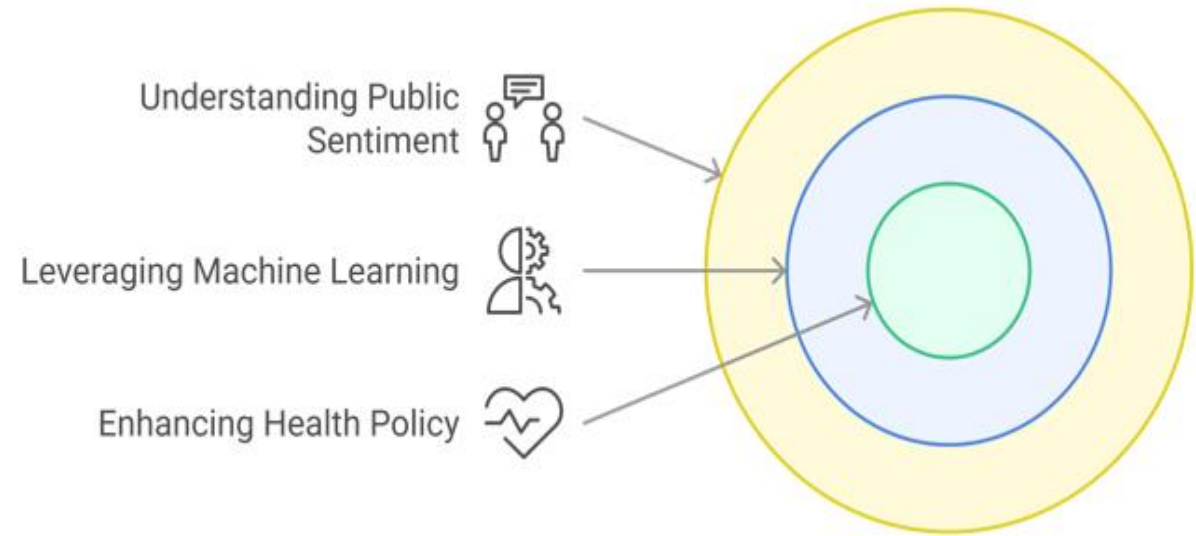 Understanding Public
Sentiment
Leveraging Machine Learning
Enhancing Health Policy